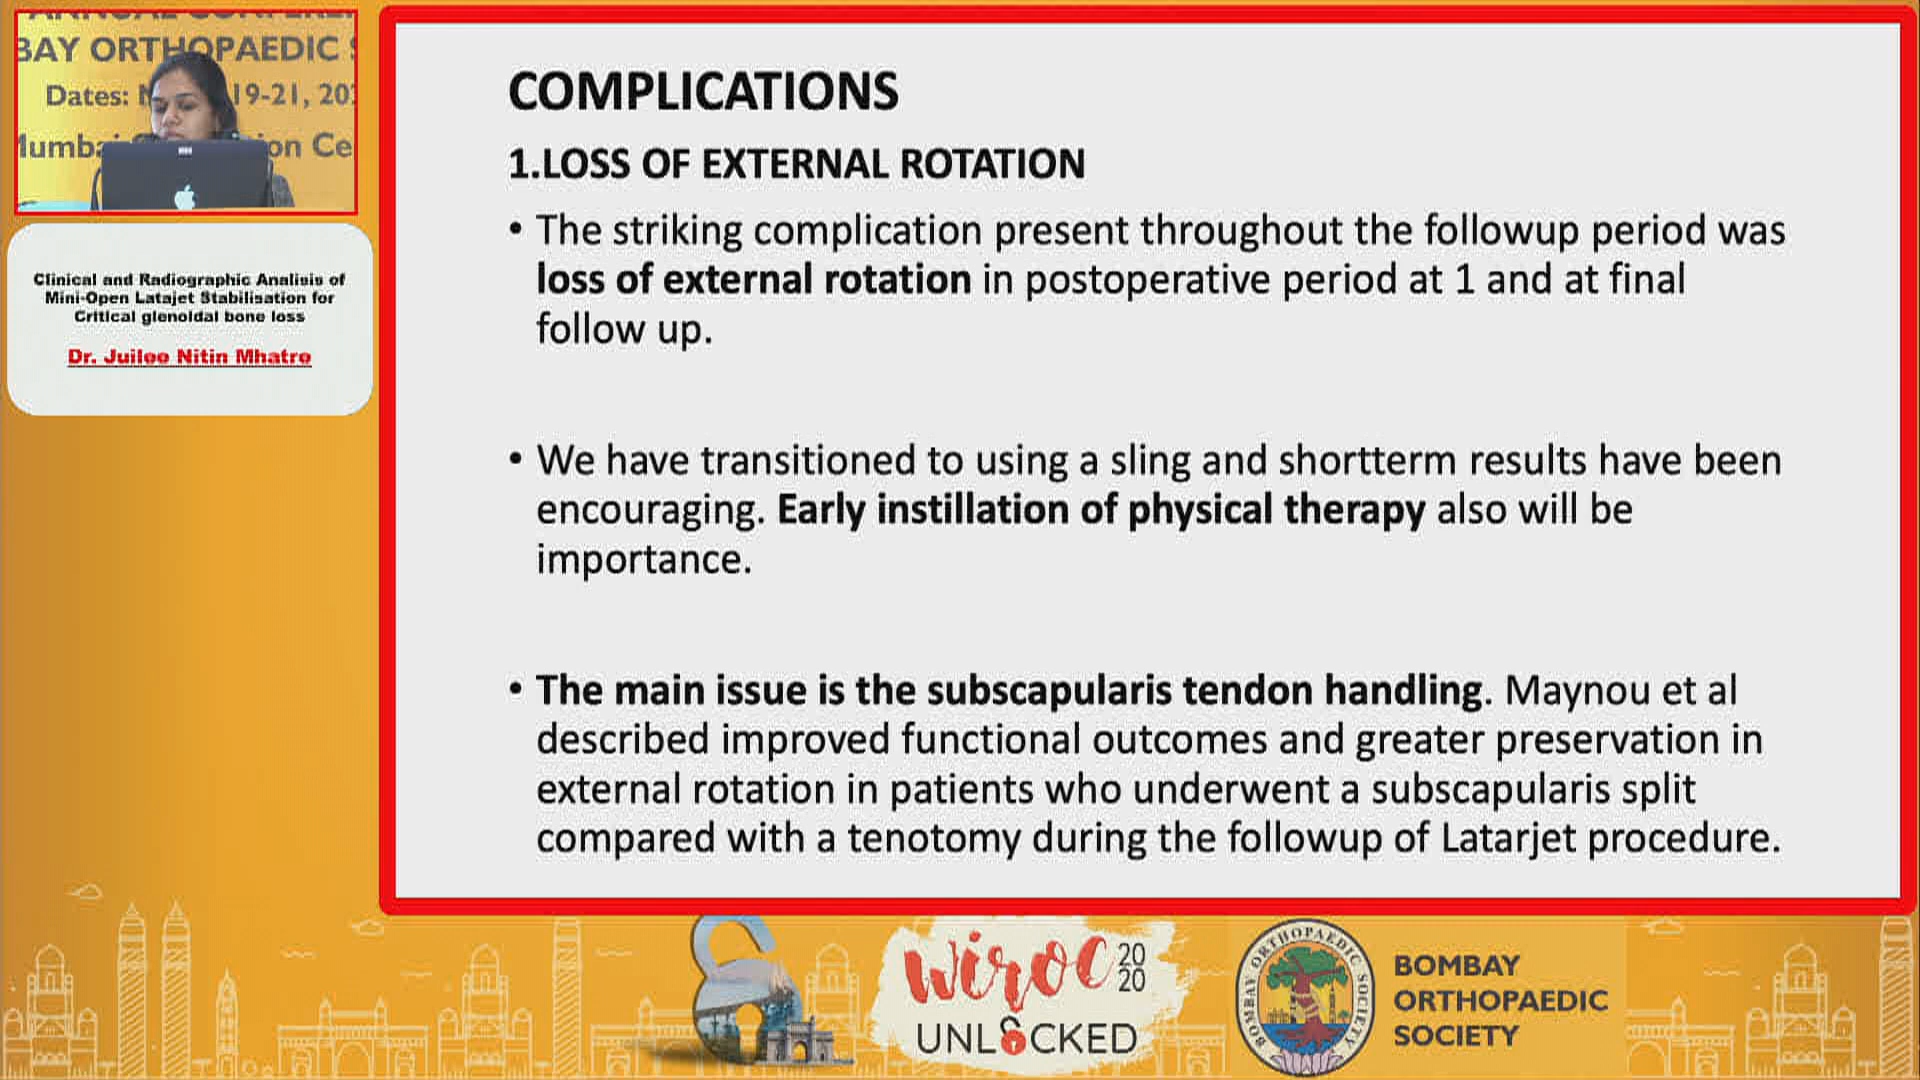 BAY ORTHOPAEDIC
Dates: 19-21,
COMPLICATIONS
1.LOSS OF EXTERNAL ROTATION
• The striking complication present throughout the followup period was
loss of external rotation in postoperative period at 1 and at final
follow up.
• We have transitioned to using a sling and shortterm results have been
encouraging. Early instillation of physical therapy also will be
importance.
• The main issue is the subscapularis tendon handling. Maynou et al
described improved functional outcomes and greater preservation in
external rotation in patients who underwent a subscapularis split
compared with a tenotomy during the followup of Latarjet procedure.
Clinical and Radiographic Analisis of
Mini-Open Latajet Stabilisation for
Critical glenoidal bone loss
Dr. Juilee Nitin Mhatre
wiroc 20
20
UNLOCKED
BOMBAY ORTHOPAEDIC SOCIETY
BOMBAY
ORTHOPAEDIC
SOCIETY